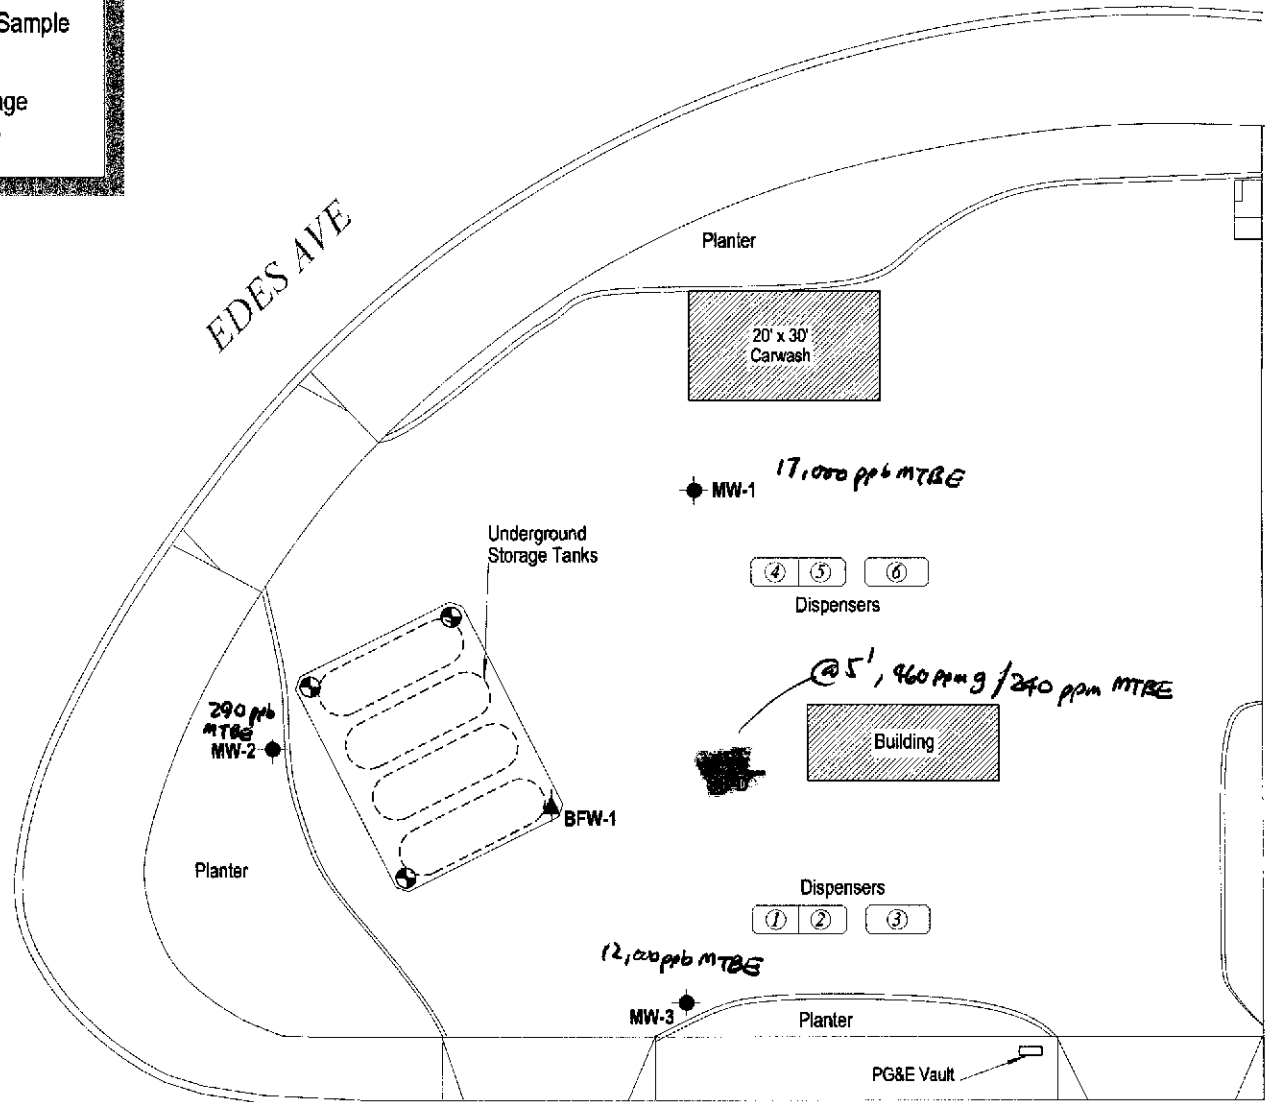 Sample
EDES AVE
Planter
20' x 30'
Carwash
17,000 ppb MTBE
MW-1
Underground
Storage Tanks
4 5 6
Dispensers
@ 5', 960 ppm g / 240 ppm MTBE
290 ppb
MTBE
MW-2
Building
BFW-1
Planter
Dispensers
1 2 3
12,000 ppb MTBE
MW-3
Planter
PG&E Vault